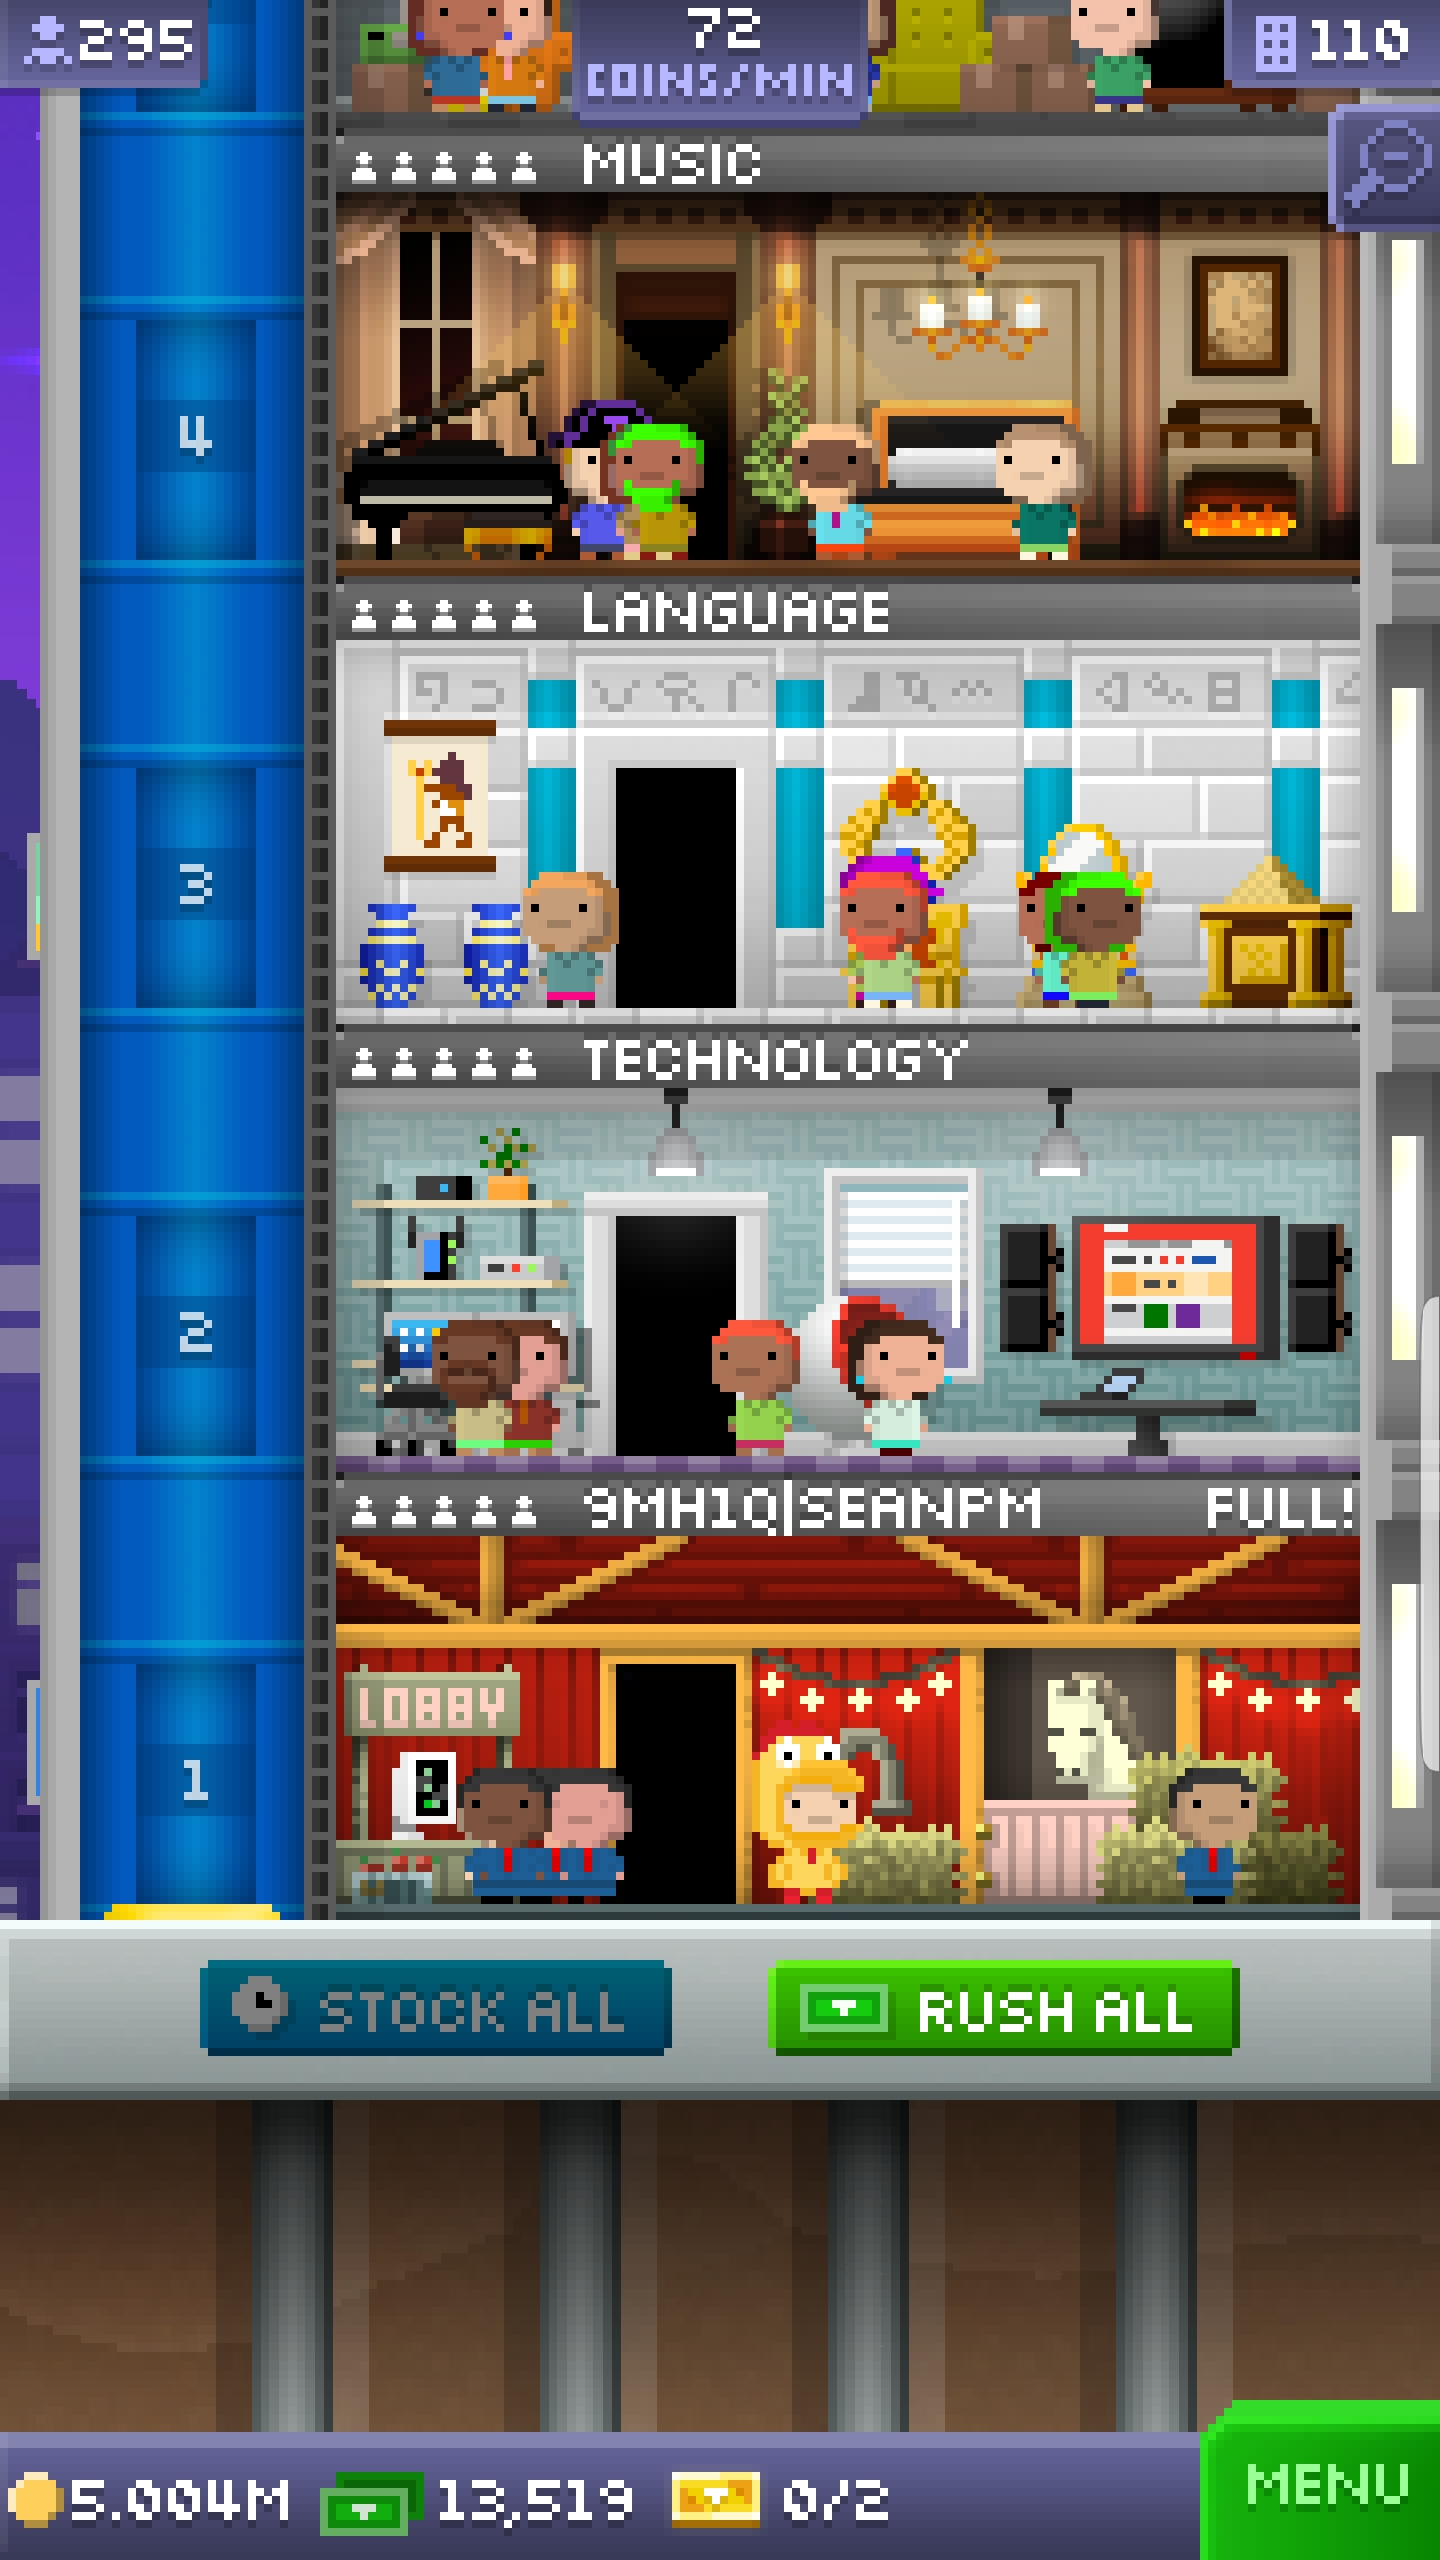 295
72
COINS/MIN
110
MUSIC
4
LANGUAGE
3
TECHNOLOGY
2
9MH1Q|SEANPM FULL!
LOBBY
1
STOCK ALL
RUSH ALL
5.004M
13,519
0/2
MENU